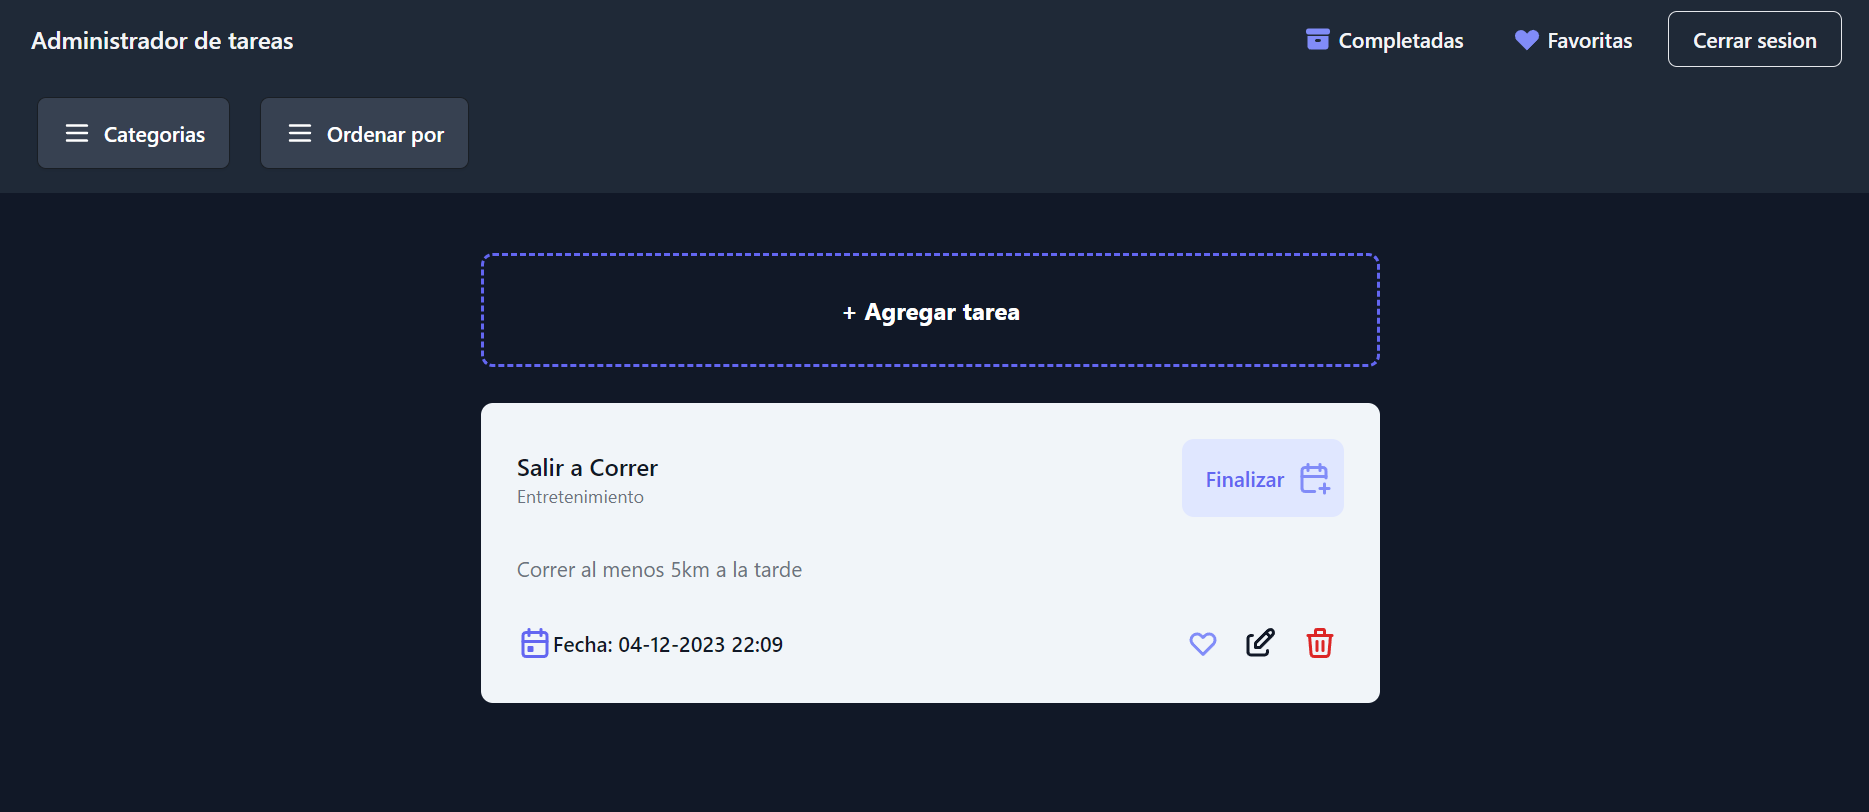 Administrador de tareas
Completadas
Favoritas
Cerrar sesion
Categorias
Ordenar por
+ Agregar tarea
Salir a Correr
Finalizar
Entretenimiento
Correr al menos 5km a la tarde
Fecha: 04-12-2023 22:09